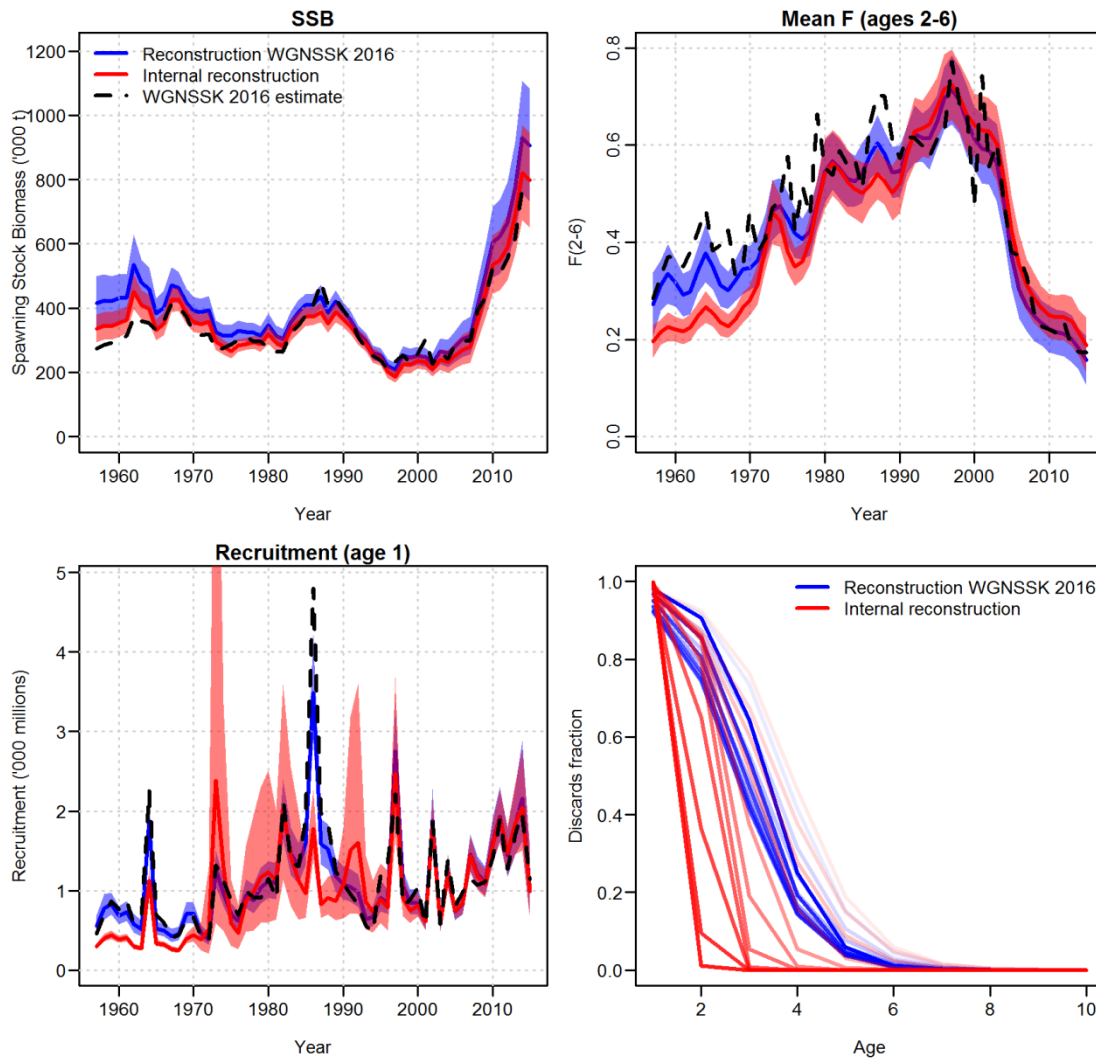 SSB
Reconstruction WGNSSK 2016
Internal reconstruction
WGNSSK 2016 estimate
Spawning Stock Biomass ('000 t)
1200
1000
800
600
400
200
0
1960 1970 1980 1990 2000 2010
Year
Mean F (ages 2-6)
F(2-6)
0.8
0.6
0.4
0.2
0.0
1960 1970 1980 1990 2000 2010
Year
Recruitment (age 1)
Recruitment ('000 millions)
5
4
3
2
1
0
1960 1970 1980 1990 2000 2010
Year
Reconstruction WGNSSK 2016
Internal reconstruction
Discards fraction
1.0
0.8
0.6
0.4
0.2
0.0
2 4 6 8 10
Age